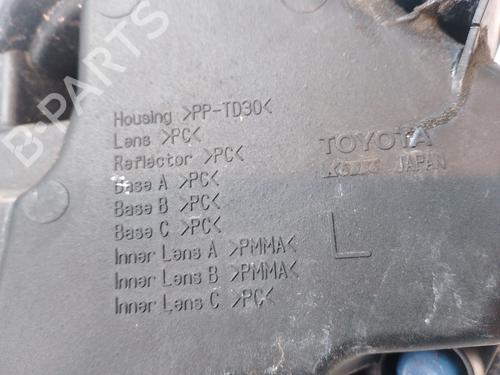 B-PARTS
Housing >PP-TD30<
Lens >PC<
Reflector >PC<
Base A >PC<
Base B >PC<
Base C >PC<
Inner Lens A >PMMA<
Inner Lens B >PMMA<
Inner Lens C >PC<
TOYOTA
KOITO JAPAN
L